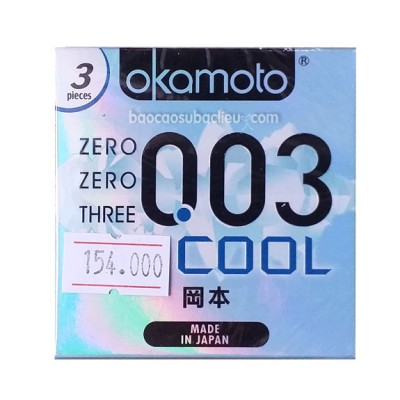 3
pieces
okamoto®
baocaosubaclieu.com
ZERO
ZERO
THREE
0.03
COOL
154.000
岡本
MADE
IN JAPAN